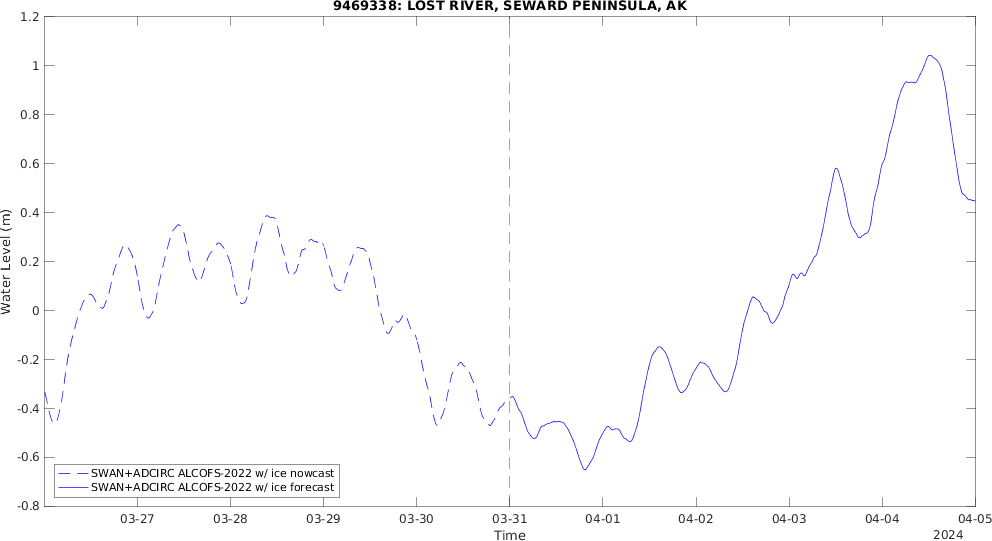 9469338: LOST RIVER, SEWARD PENINSULA, AK
1.2
1
0.8
0.6
0.4
0.2
0
-0.2
-0.4
-0.6
-0.8
Water Level (m)
SWAN+ADCIRC ALCOFS-2022 w/ ice nowcast
SWAN+ADCIRC ALCOFS-2022 w/ ice forecast
03-27 03-28 03-29 03-30 03-31 04-01 04-02 04-03 04-04 04-05
Time
2024